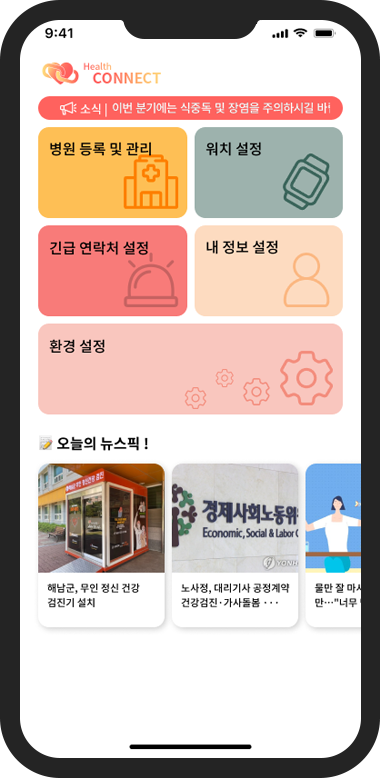 9:41
Health
CONNECT
소식 | 이번 분기에는 식중독 및 장염을 주의하시길
병원 등록 및 관리
워치 설정
긴급 연락처 설정
내 정보 설정
환경 설정
오늘의 뉴스픽 !
경제사회노동위
Economic, Social & Labor
해남군, 무인 정신 건강
검진기 설치
노사정, 대리기사 공정계약
건강검진·가사돌봄 ···
물만 잘
만…"너무